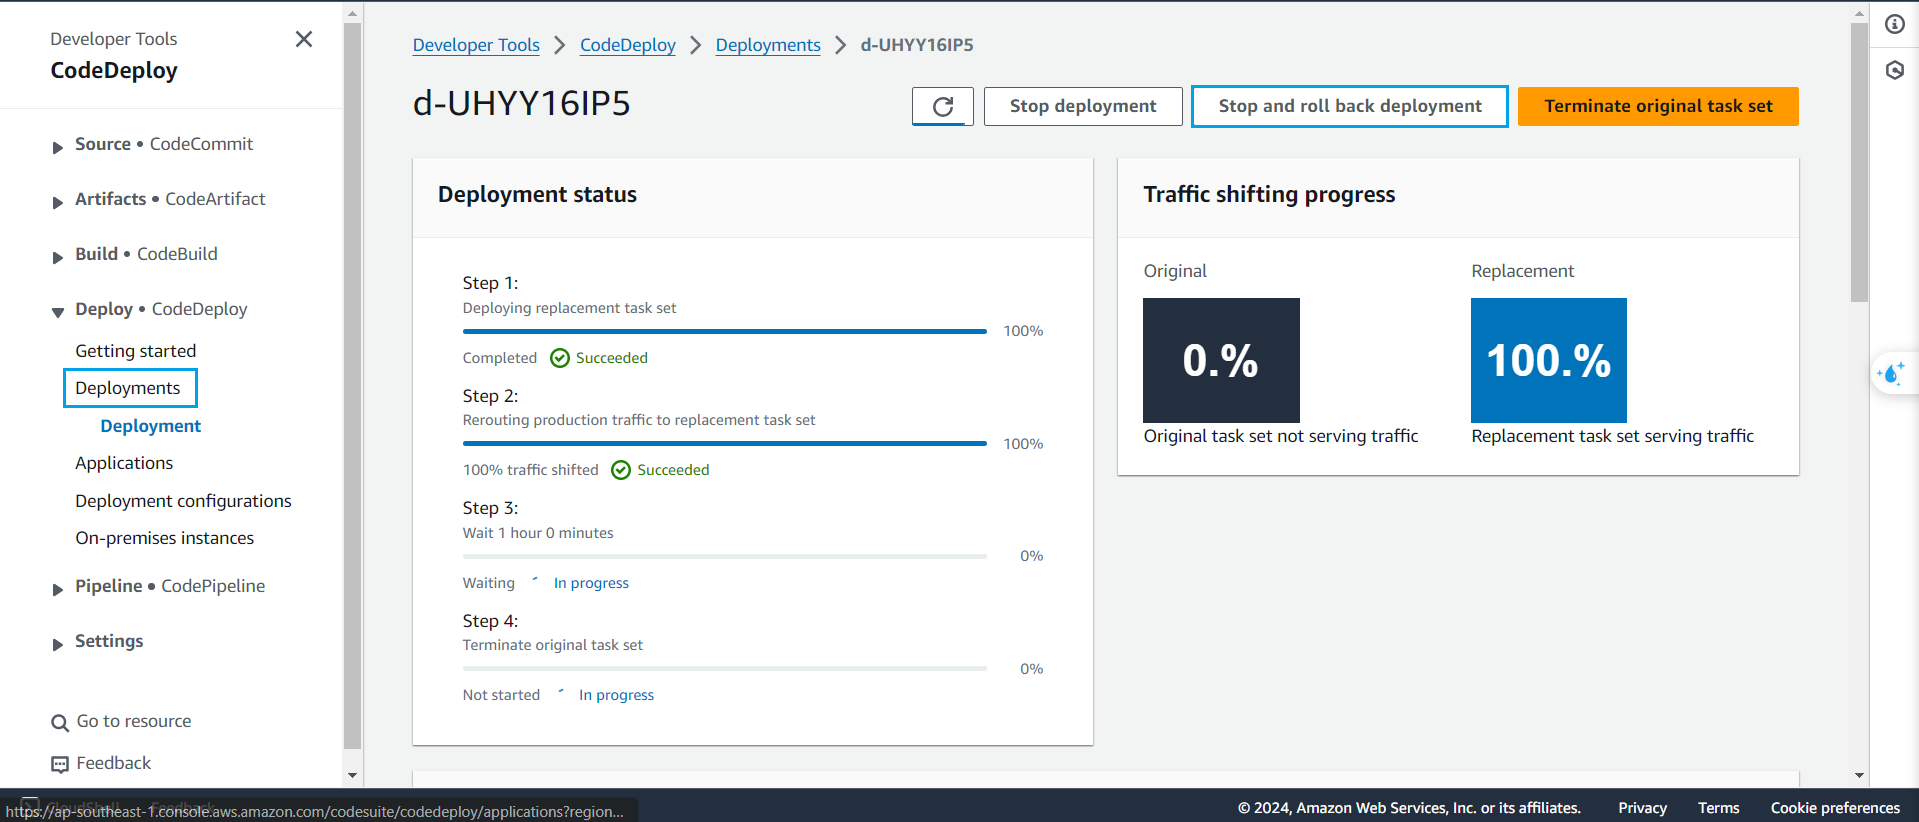 Developer Tools
CodeDeploy
Source • CodeCommit
Artifacts • CodeArtifact
Build • CodeBuild
Deploy • CodeDeploy
Getting started
Deployments
Deployment
Applications
Deployment configurations
On-premises instances
Pipeline • CodePipeline
Settings
Go to resource
Feedback
Developer Tools > CodeDeploy > Deployments > d-UHYY16IP5
d-UHYY16IP5
Stop deployment
Stop and roll back deployment
Terminate original task set
Deployment status
Step 1:
Deploying replacement task set
100%
Completed Succeeded
Step 2:
Rerouting production traffic to replacement task set
100%
100% traffic shifted Succeeded
Step 3:
Wait 1 hour 0 minutes
0%
Waiting In progress
Step 4:
Terminate original task set
0%
Not started In progress
Traffic shifting progress
Original
0.%
Original task set not serving traffic
Replacement
100.%
Replacement task set serving traffic
CloudShell Feedback
https://ap-southeast-1.console.aws.amazon.com/codesuite/codedeploy/applications?region...
© 2024, Amazon Web Services, Inc. or its affiliates. Privacy Terms Cookie preferences